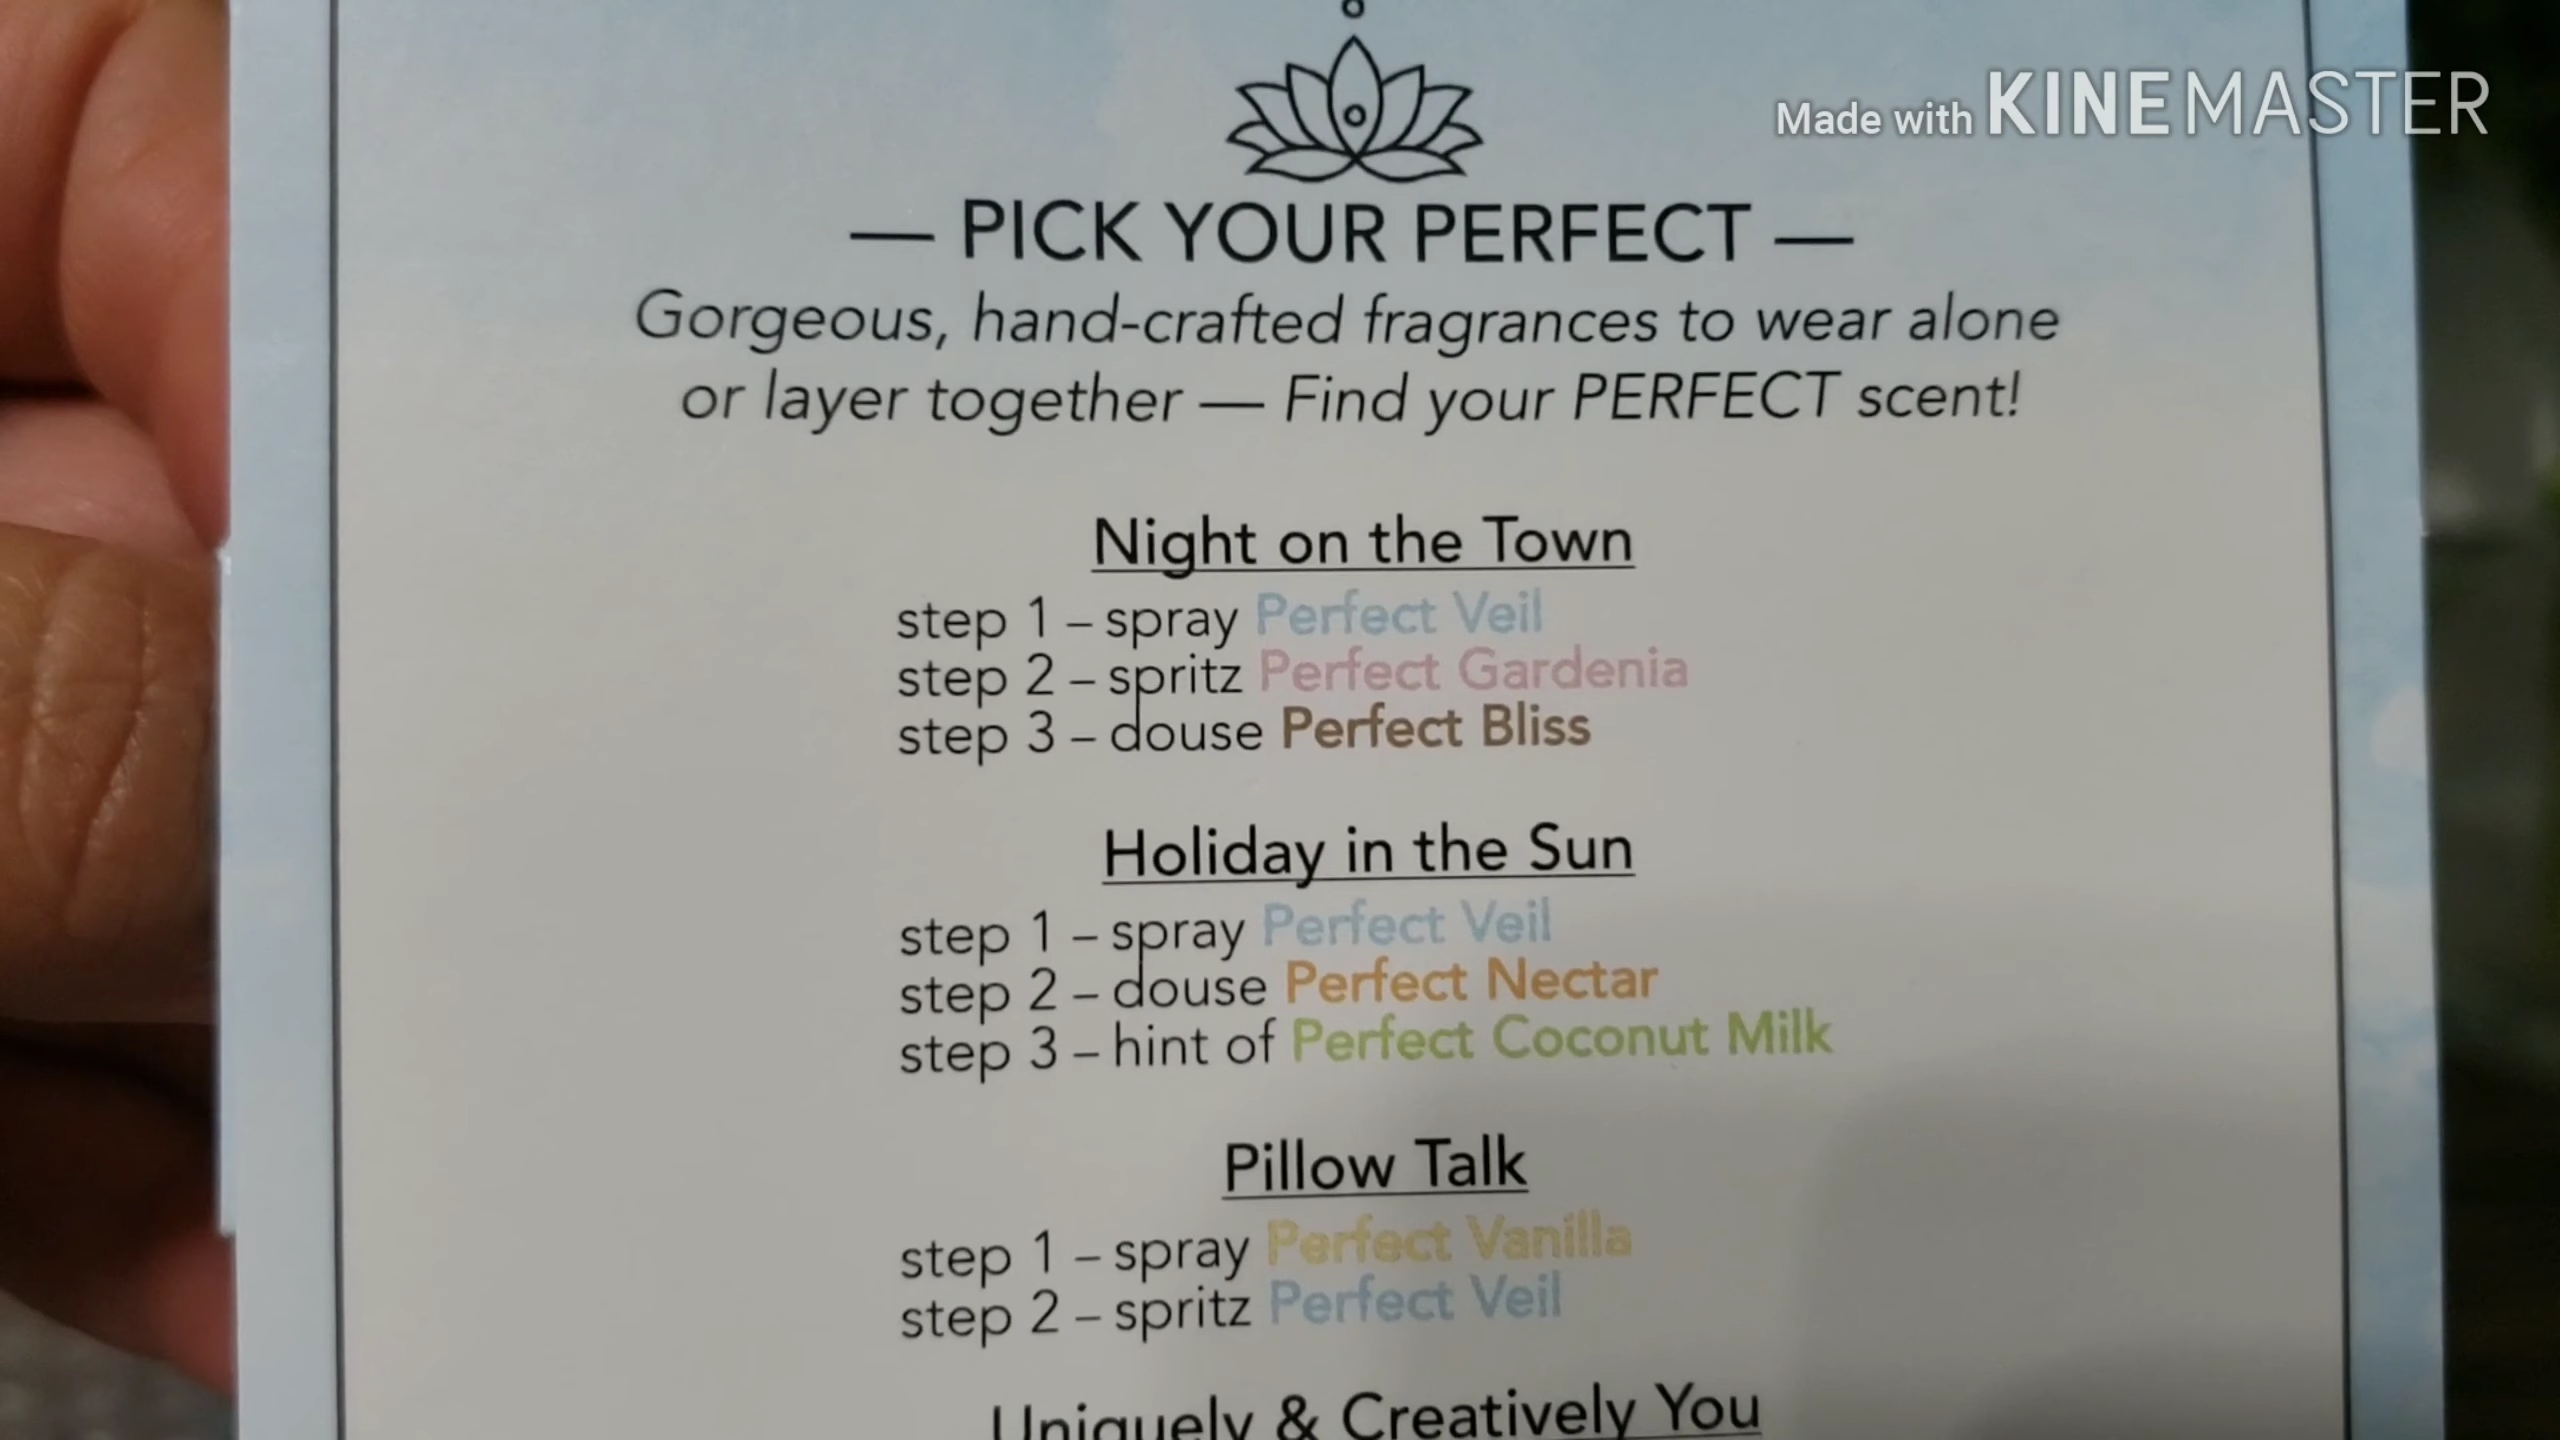 Made with KINEMASTER
— PICK YOUR PERFECT —
Gorgeous, hand-crafted fragrances to wear alone
or layer together — Find your PERFECT scent!
Night on the Town
step 1 – spray Perfect Veil
step 2 – spritz Perfect Gardenia
step 3 – douse Perfect Bliss
Holiday in the Sun
step 1 – spray Perfect Veil
step 2 – douse Perfect Nectar
step 3 – hint of Perfect Coconut Milk
Pillow Talk
step 1 – spray Perfect Vanilla
step 2 – spritz Perfect Veil
Uniquely & Creatively You